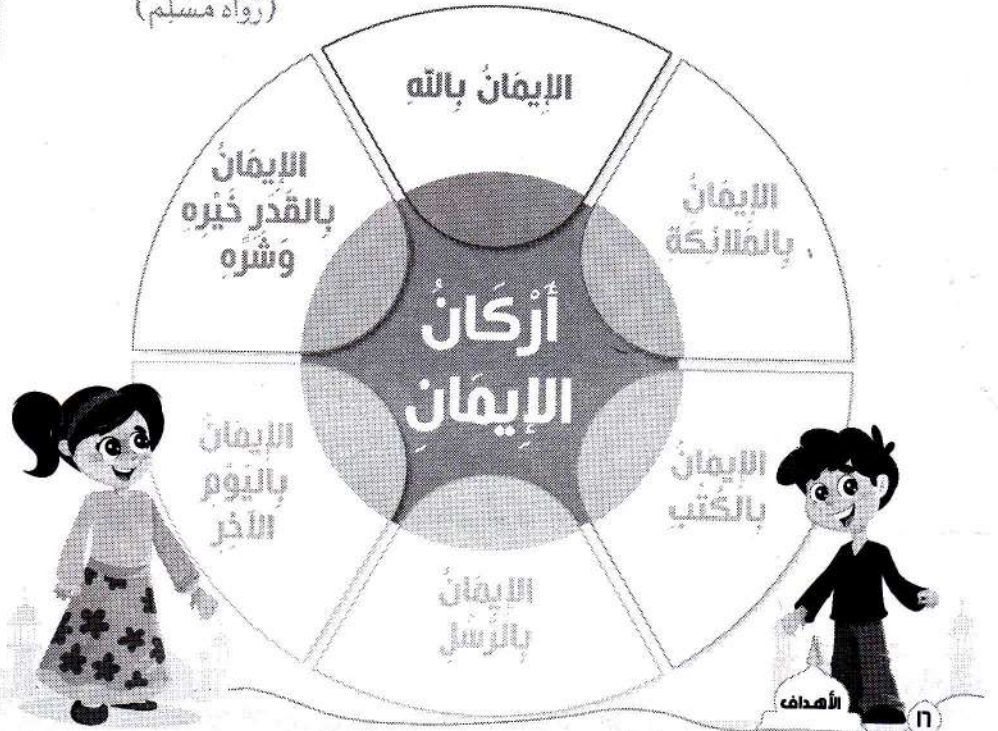 (رواه مسلم)
الإِيمَانُ بِاللهِ
الإِيمَانُ
بِالمَلَائِكَةِ
الإِيمَانُ
بِالكُتُبِ
الإِيمَانُ
بِالرُّسُلِ
الإِيمَانُ
بِاليَوْمِ
الآخِرِ
الإِيمَانُ
بِالقَدَرِ خَيْرِهِ
وَشَرِّهِ
أَرْكَانُ
الإِيمَانِ
الأهداف
١٦